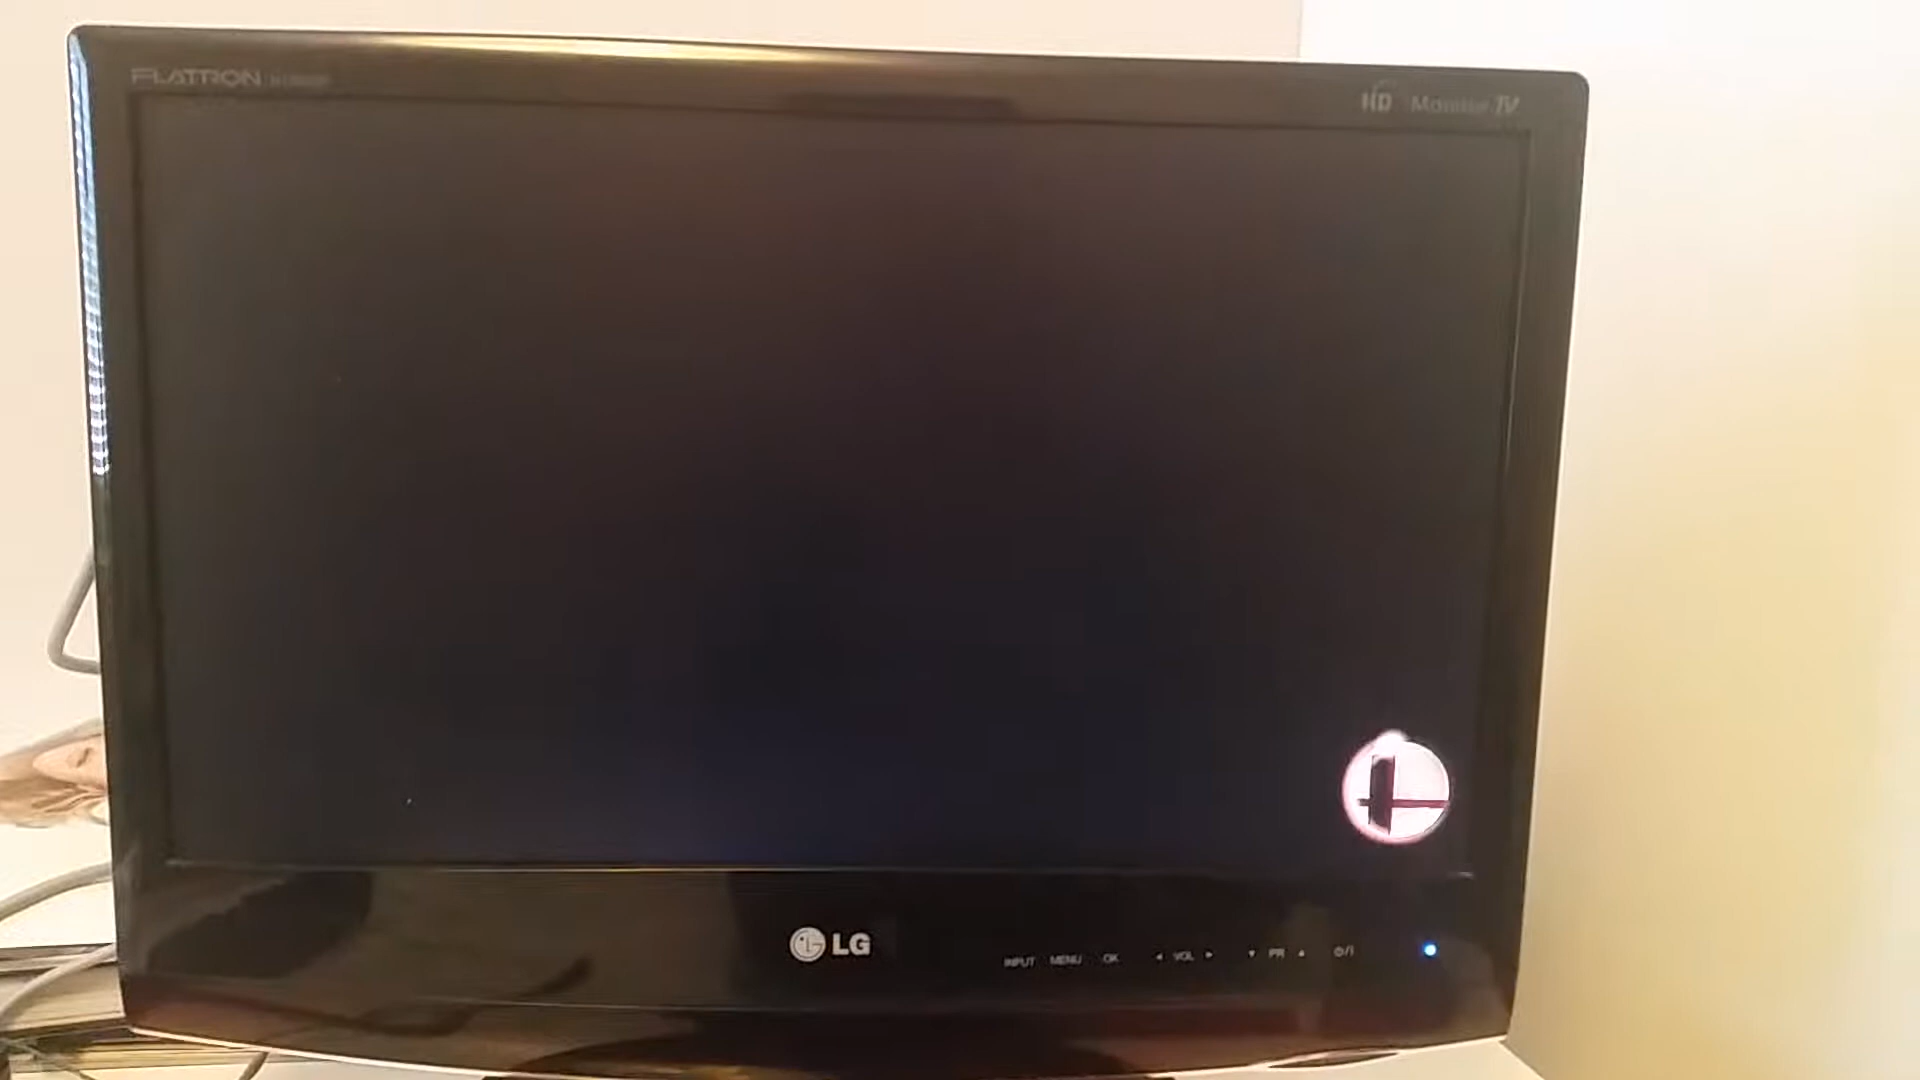 FLATRON
HD Monitor TV
LG
INPUT MENU OK ◄ VOL ► ▼ PR ▲ ⏻/I